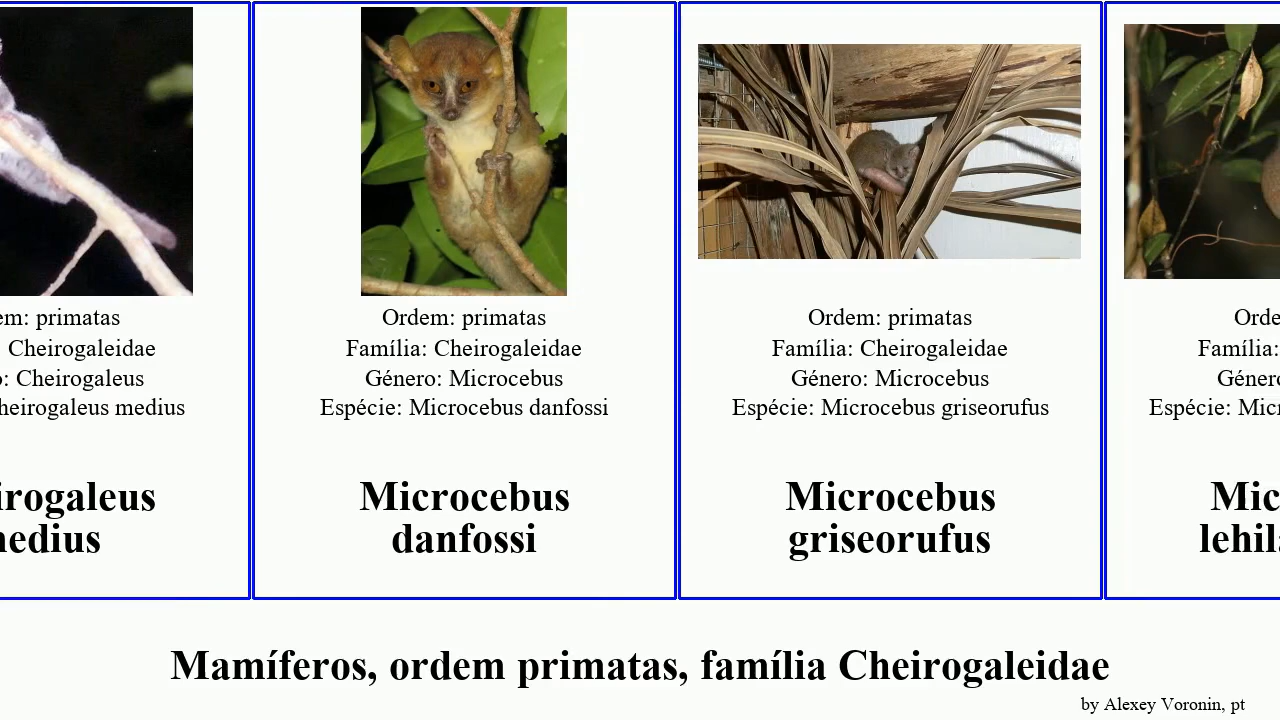 em: primatas
Cheirogaleidae
o: Cheirogaleus
heirogaleus medius
irogaleus
edius
Ordem: primatas
Família: Cheirogaleidae
Género: Microcebus
Espécie: Microcebus danfossi
Microcebus
danfossi
Ordem: primatas
Família: Cheirogaleidae
Género: Microcebus
Espécie: Microcebus griseorufus
Microcebus
griseorufus
Orde
Família:
Género
Espécie: Micr
Mic
lehil
Mamíferos, ordem primatas, família Cheirogaleidae
by Alexey Voronin, pt